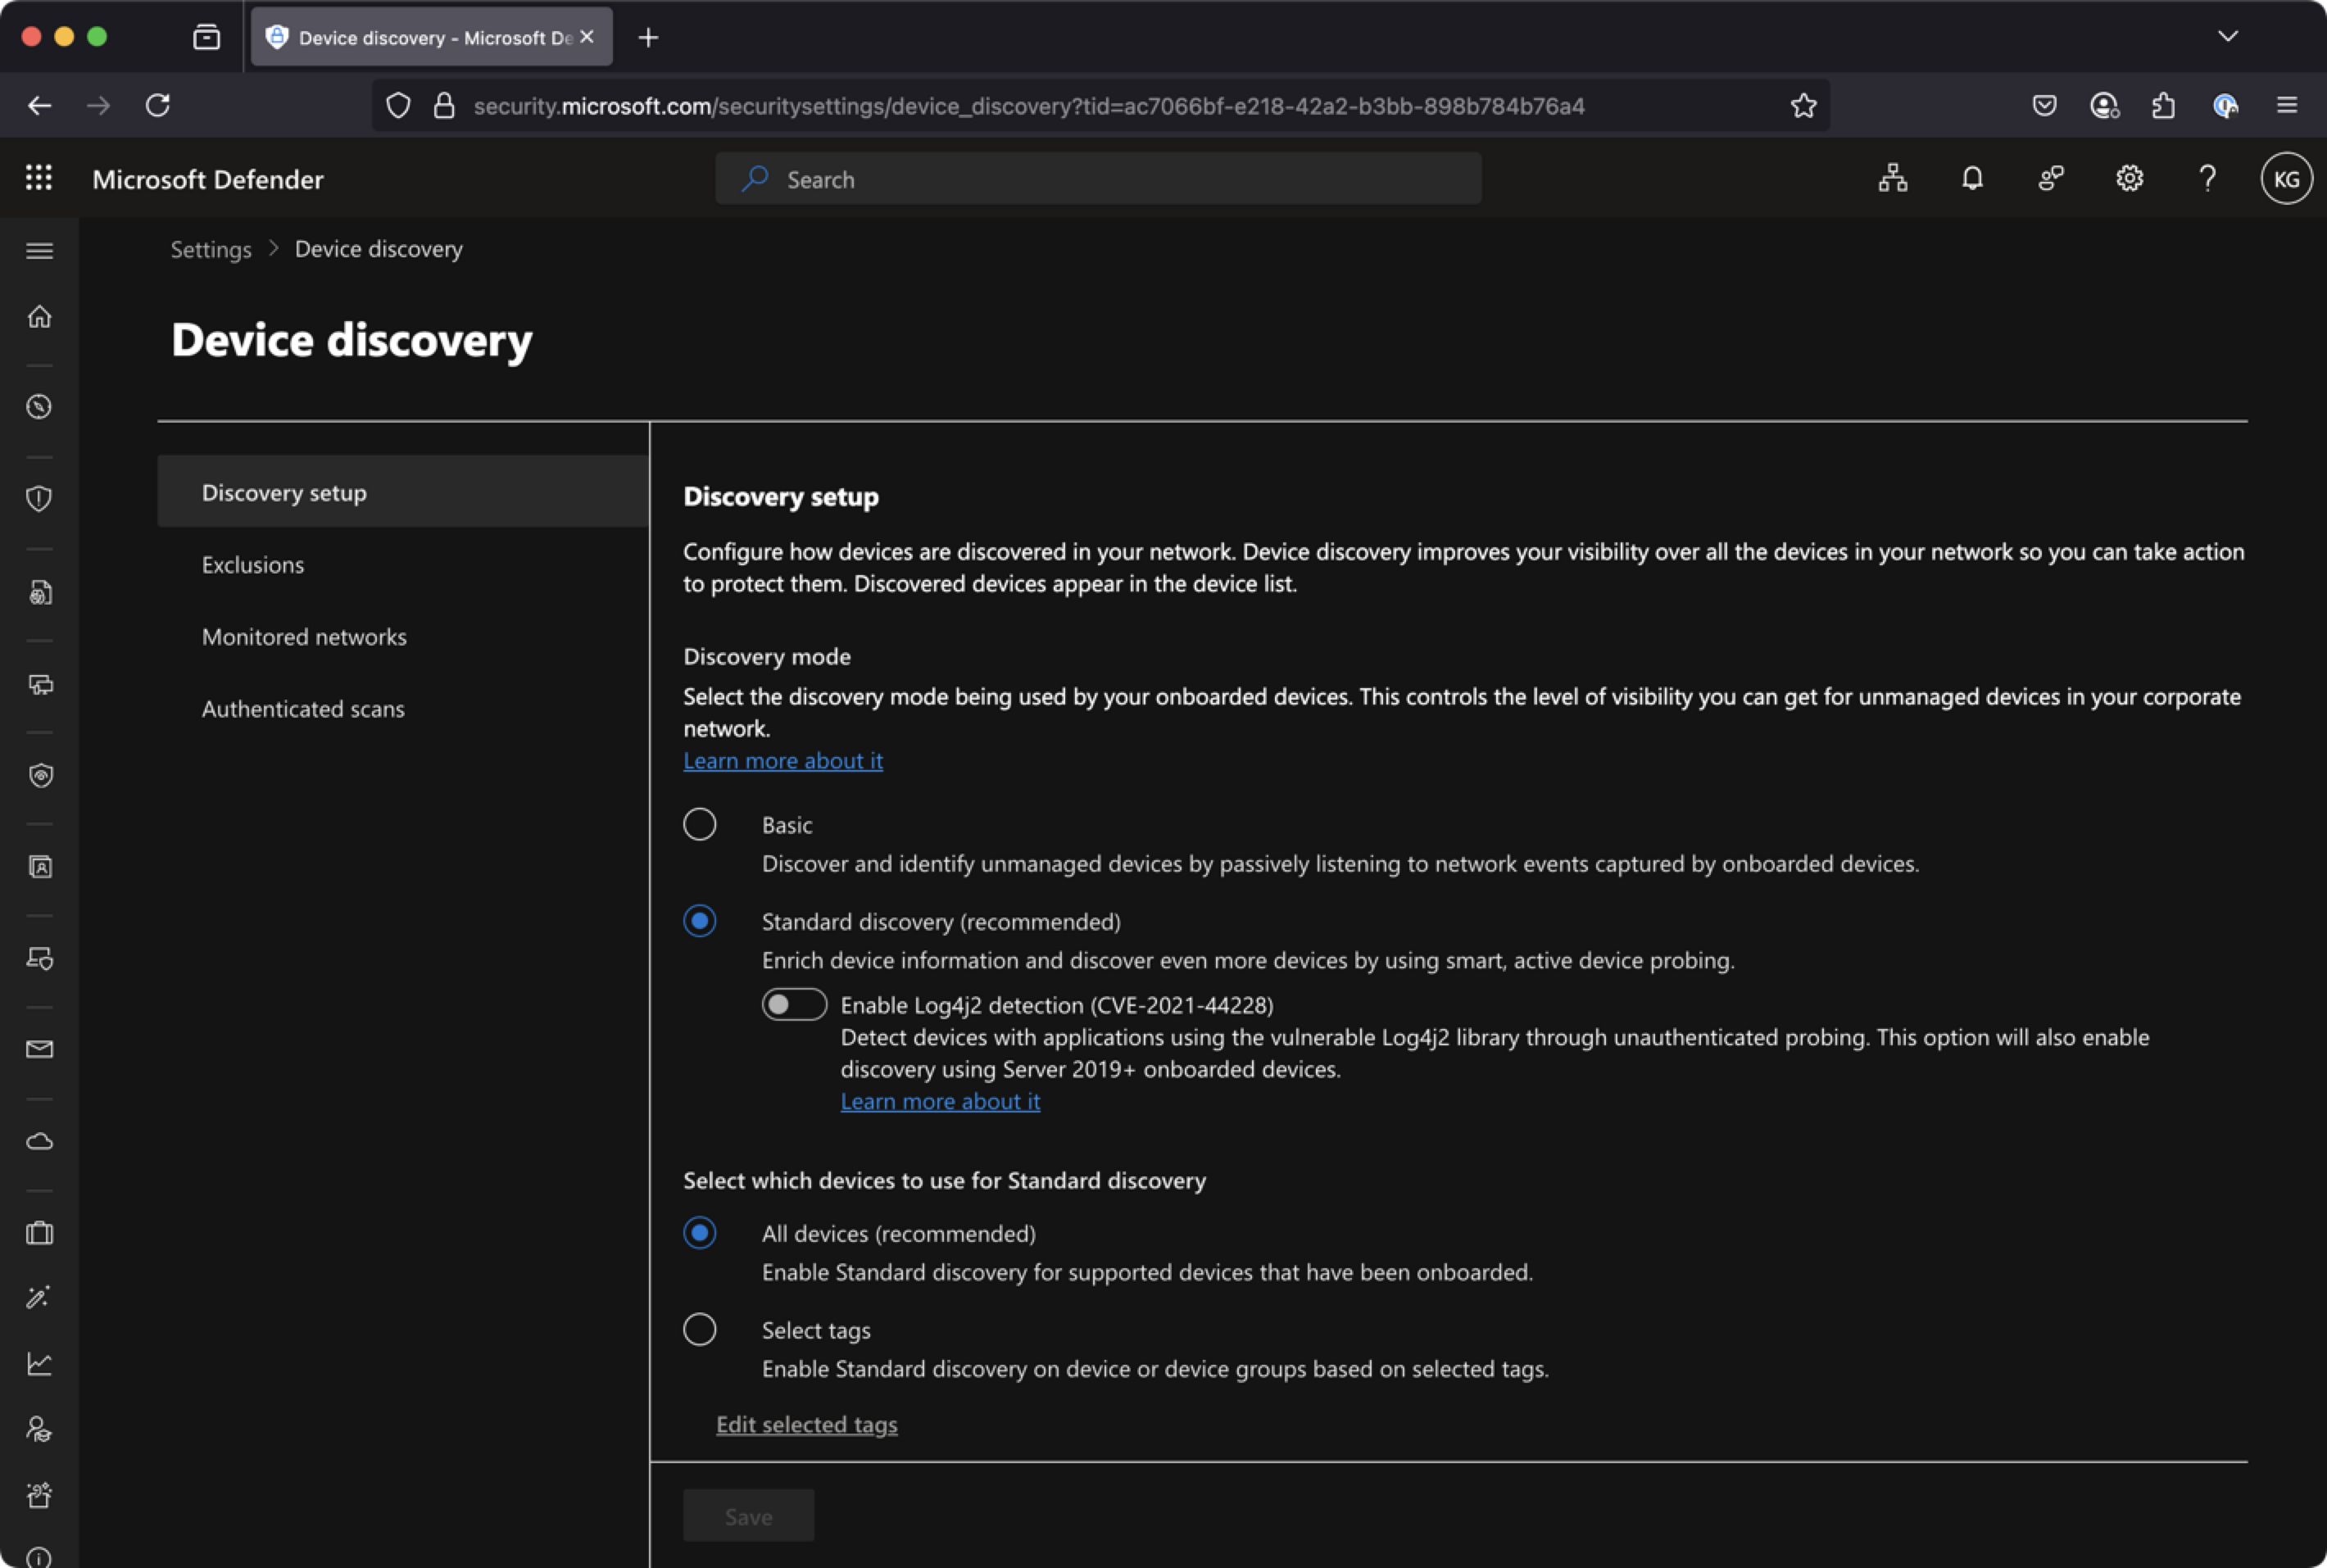 Device discovery - Microsoft De
security.microsoft.com/securitysettings/device_discovery?tid=ac7066bf-e218-42a2-b3bb-898b784b76a4
Microsoft Defender
Search
KG
Settings > Device discovery
Device discovery
Discovery setup
Exclusions
Monitored networks
Authenticated scans
Discovery setup
Configure how devices are discovered in your network. Device discovery improves your visibility over all the devices in your network so you can take action
to protect them. Discovered devices appear in the device list.
Discovery mode
Select the discovery mode being used by your onboarded devices. This controls the level of visibility you can get for unmanaged devices in your corporate
network.
Learn more about it
Basic
Discover and identify unmanaged devices by passively listening to network events captured by onboarded devices.
Standard discovery (recommended)
Enrich device information and discover even more devices by using smart, active device probing.
Enable Log4j2 detection (CVE-2021-44228)
Detect devices with applications using the vulnerable Log4j2 library through unauthenticated probing. This option will also enable
discovery using Server 2019+ onboarded devices.
Learn more about it
Select which devices to use for Standard discovery
All devices (recommended)
Enable Standard discovery for supported devices that have been onboarded.
Select tags
Enable Standard discovery on device or device groups based on selected tags.
Edit selected tags
Save